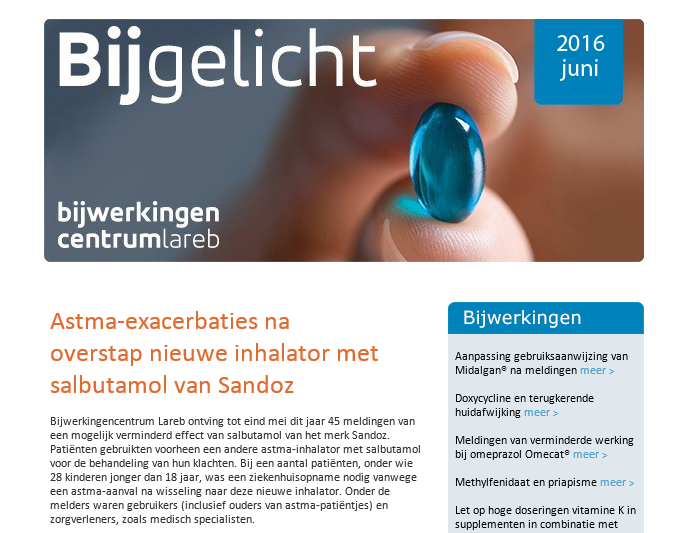 Bijgelicht
2016
juni
bijwerkingen
centrumlareb
Astma-exacerbaties na
overstap nieuwe inhalator met
salbutamol van Sandoz
Bijwerkingencentrum Lareb ontving tot eind mei dit jaar 45 meldingen van
een mogelijk verminderd effect van salbutamol van het merk Sandoz.
Patiënten gebruikten voorheen een andere astma-inhalator met salbutamol
voor de behandeling van hun klachten. Bij een aantal patiënten, onder wie
28 kinderen jonger dan 18 jaar, was een ziekenhuisopname nodig vanwege
een astma-aanval na wisseling naar deze nieuwe inhalator. Onder de
melders waren gebruikers (inclusief ouders van astma-patiëntjes) en
zorgverleners, zoals medisch specialisten.
Bijwerkingen
Aanpassing gebruiksaanwijzing van
Midalgan® na meldingen meer >
Doxycycline en terugkerende
huidafwijking meer >
Meldingen van verminderde werking
bij omeprazol Omecat® meer >
Methylfenidaat en priapisme meer >
Let op hoge doseringen vitamine K in
supplementen in combinatie met